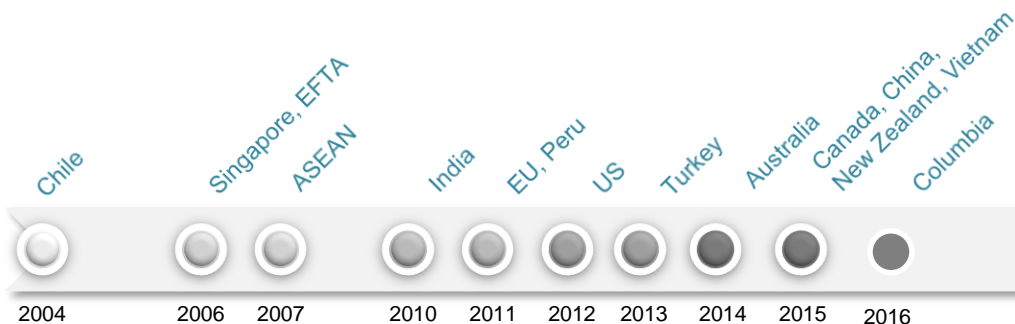 Chile
Singapore, EFTA
ASEAN
India
EU, Peru
US
Turkey
Australia
Canada, China,
New Zealand, Vietnam
Columbia
2004
2006
2007
2010
2011
2012
2013
2014
2015
2016